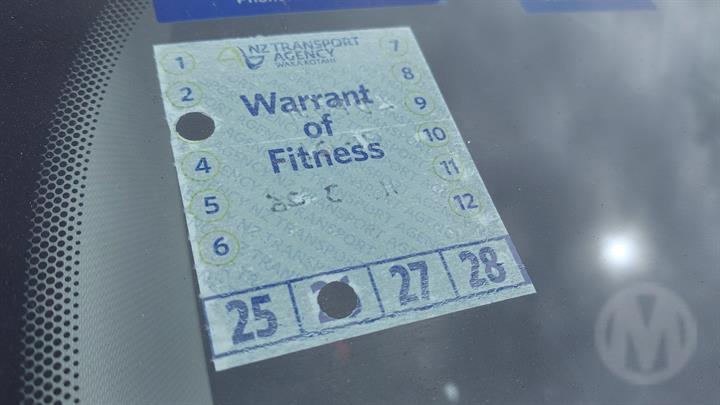 Phone
NZ TRANSPORT
AGENCY
WAKA KOTAHI
1
2
4
5
6
7
8
9
10
11
12
Warrant
of
Fitness
25 27 28
M